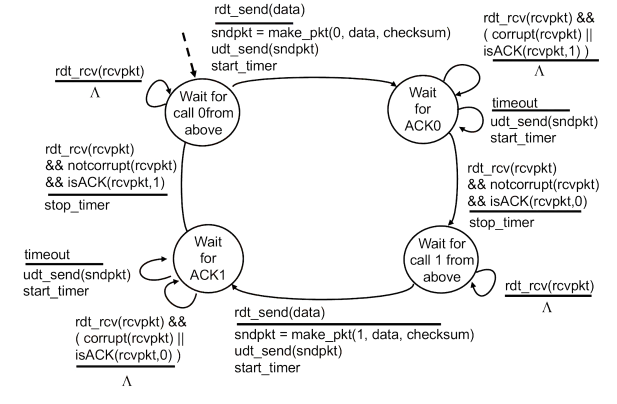 rdt_send(data)
sndpkt = make_pkt(0, data, checksum)
udt_send(sndpkt)
start_timer
rdt_rcv(rcvpkt) &&
( corrupt(rcvpkt) ||
isACK(rcvpkt,1) )
Λ
rdt_rcv(rcvpkt)
Λ
Wait for
call 0from
above
Wait
for
ACK0
timeout
udt_send(sndpkt)
start_timer
rdt_rcv(rcvpkt)
&& notcorrupt(rcvpkt)
&& isACK(rcvpkt,1)
stop_timer
rdt_rcv(rcvpkt)
&& notcorrupt(rcvpkt)
&& isACK(rcvpkt,0)
stop_timer
timeout
udt_send(sndpkt)
start_timer
Wait
for
ACK1
Wait for
call 1 from
above
rdt_rcv(rcvpkt)
Λ
rdt_rcv(rcvpkt) &&
( corrupt(rcvpkt) ||
isACK(rcvpkt,0) )
Λ
rdt_send(data)
sndpkt = make_pkt(1, data, checksum)
udt_send(sndpkt)
start_timer